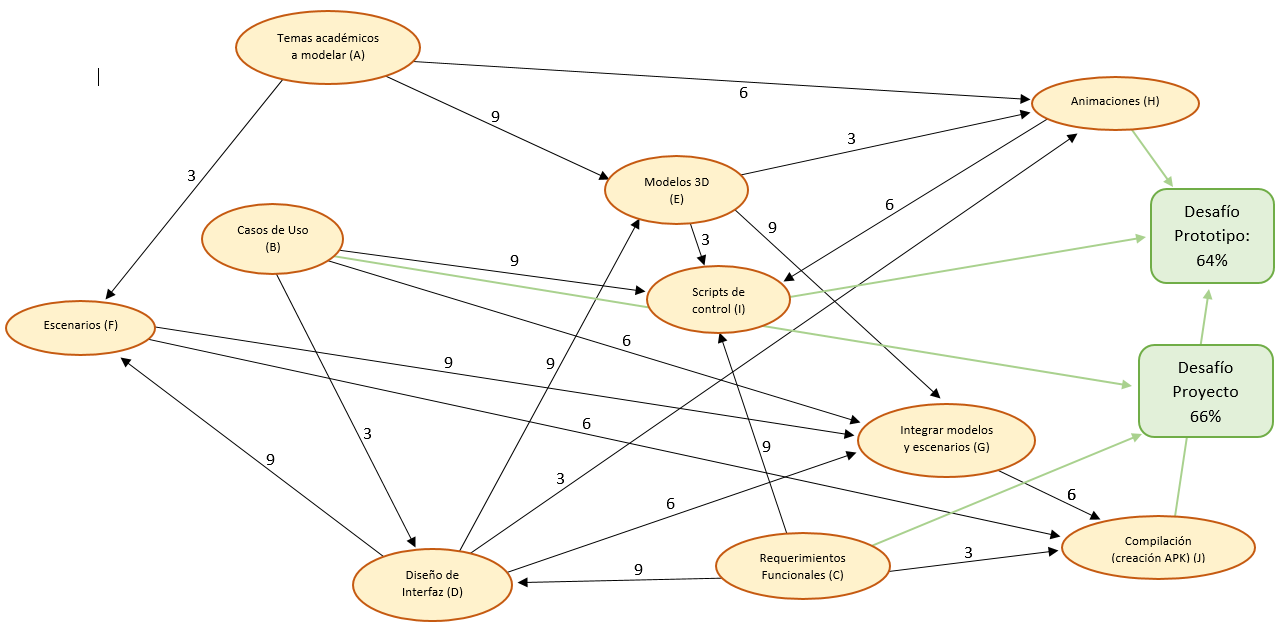 Temas académicos
a modelar (A)
6
Animaciones (H)
9
3
3
Modelos 3D
(E)
Desafío
Prototipo:
64%
6
Casos de Uso
(B)
9
3
9
Scripts de
control (I)
Escenarios (F)
6
9
9
Desafío
Proyecto
66%
6
3
9
Integrar modelos
y escenarios (G)
9
3
6
6
Compilación
(creación APK) (J)
3
Requerimientos
Funcionales (C)
9
Diseño de
Interfaz (D)